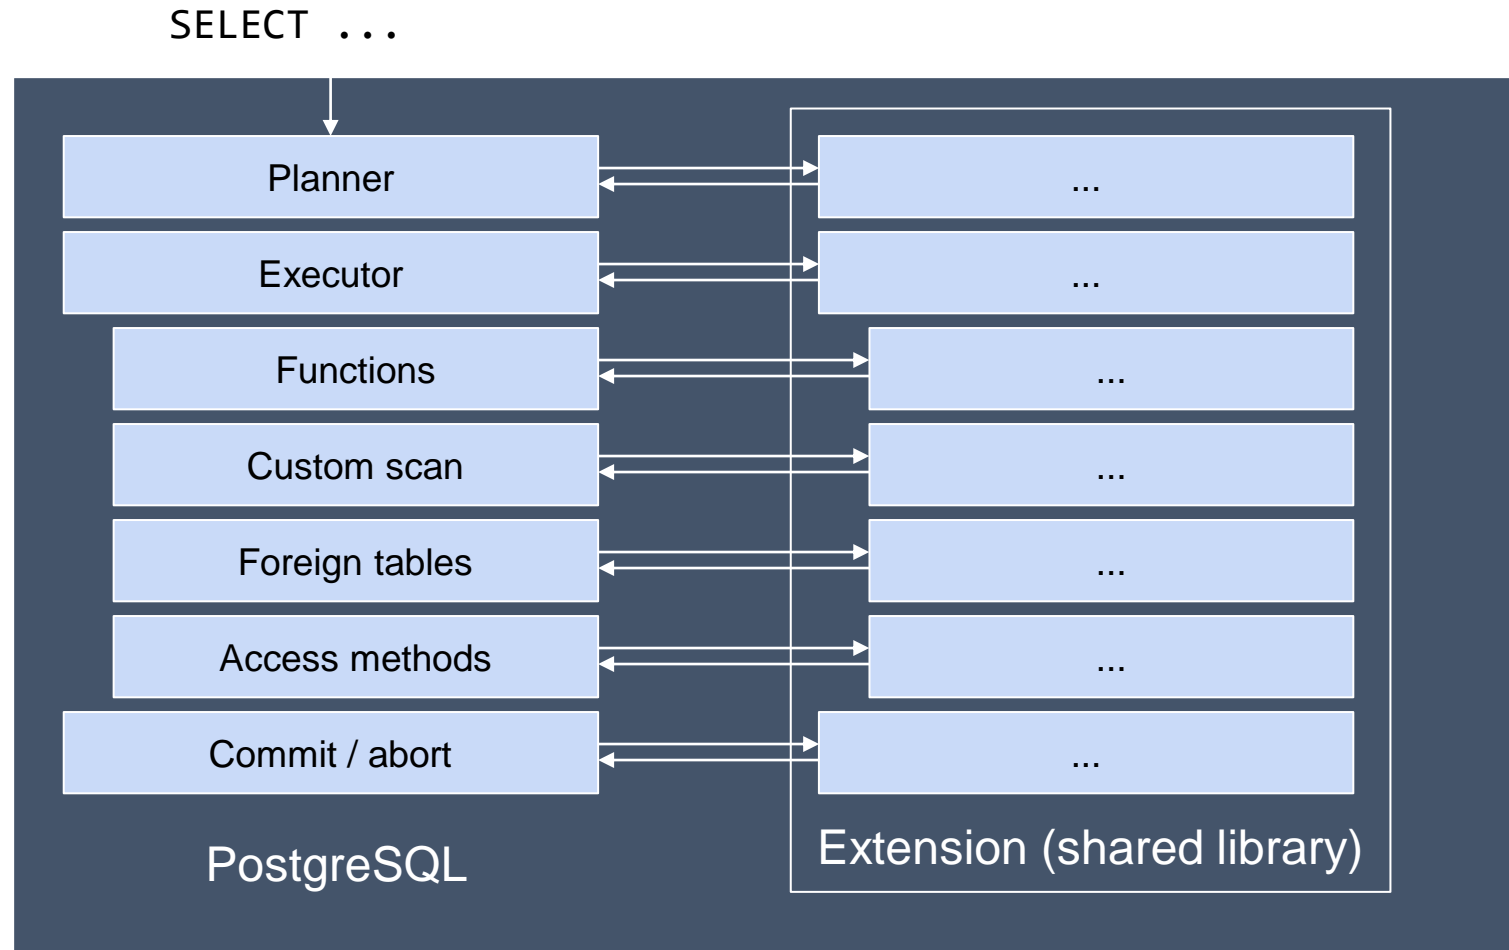 SELECT ...
Planner
...
Executor
...
Functions
...
Custom scan
...
Foreign tables
...
Access methods
...
Commit / abort
...
PostgreSQL
Extension (shared library)